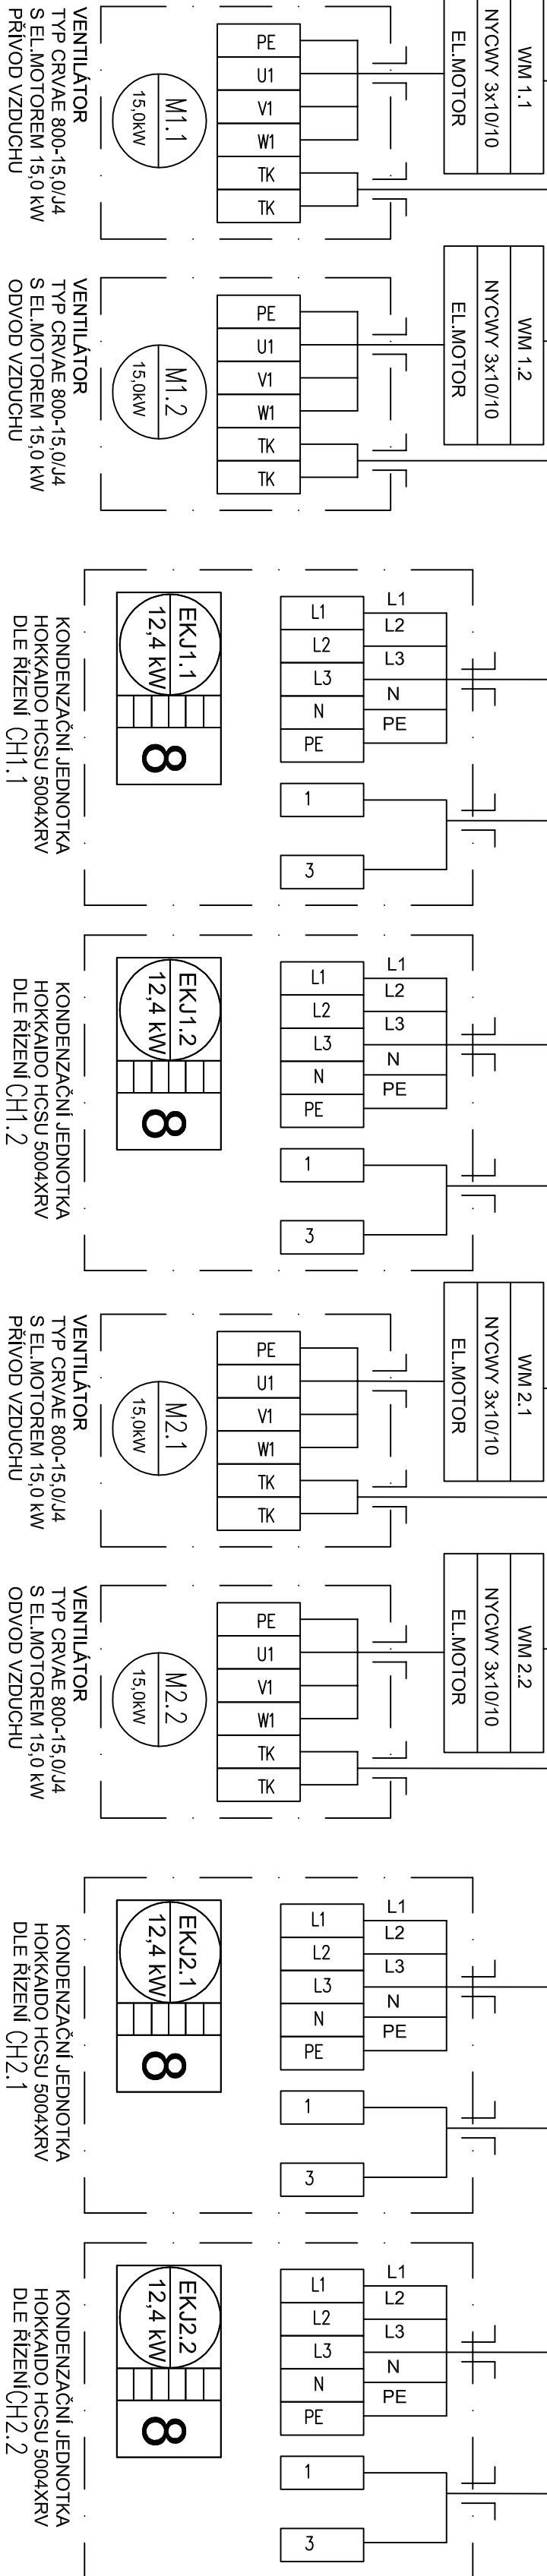 WM 1.1
NYCWY 3x10/10
EL.MOTOR
PE
U1
V1
W1
TK
TK
M1.1
15,0kW
VENTILÁTOR
TYP CRVAE 800-15,0/J4
S EL.MOTOREM 15,0 kW
PŘÍVOD VZDUCHU
WM 1.2
NYCWY 3x10/10
EL.MOTOR
PE
U1
V1
W1
TK
TK
M1.2
15,0kW
VENTILÁTOR
TYP CRVAE 800-15,0/J4
S EL.MOTOREM 15,0 kW
ODVOD VZDUCHU
L1
L2
L3
N
PE
L1
L2
L3
N
PE
1
3
EKJ1.1
12,4 kW
8
KONDENZAČNÍ JEDNOTKA
HOKKAIDO HCSU 5004XRV
DLE ŘÍZENÍ CH1.1
L1
L2
L3
N
PE
L1
L2
L3
N
PE
1
3
EKJ1.2
12,4 kW
8
KONDENZAČNÍ JEDNOTKA
HOKKAIDO HCSU 5004XRV
DLE ŘÍZENÍ CH1.2
WM 2.1
NYCWY 3x10/10
EL.MOTOR
PE
U1
V1
W1
TK
TK
M2.1
15,0kW
VENTILÁTOR
TYP CRVAE 800-15,0/J4
S EL.MOTOREM 15,0 kW
PŘÍVOD VZDUCHU
WM 2.2
NYCWY 3x10/10
EL.MOTOR
PE
U1
V1
W1
TK
TK
M2.2
15,0kW
VENTILÁTOR
TYP CRVAE 800-15,0/J4
S EL.MOTOREM 15,0 kW
ODVOD VZDUCHU
L1
L2
L3
N
PE
L1
L2
L3
N
PE
1
3
EKJ2.1
12,4 kW
8
KONDENZAČNÍ JEDNOTKA
HOKKAIDO HCSU 5004XRV
DLE ŘÍZENÍ CH2.1
L1
L2
L3
N
PE
L1
L2
L3
N
PE
1
3
EKJ2.2
12,4 kW
8
KONDENZAČNÍ JEDNOTKA
HOKKAIDO HCSU 5004XRV
DLE ŘÍZENÍ CH2.2